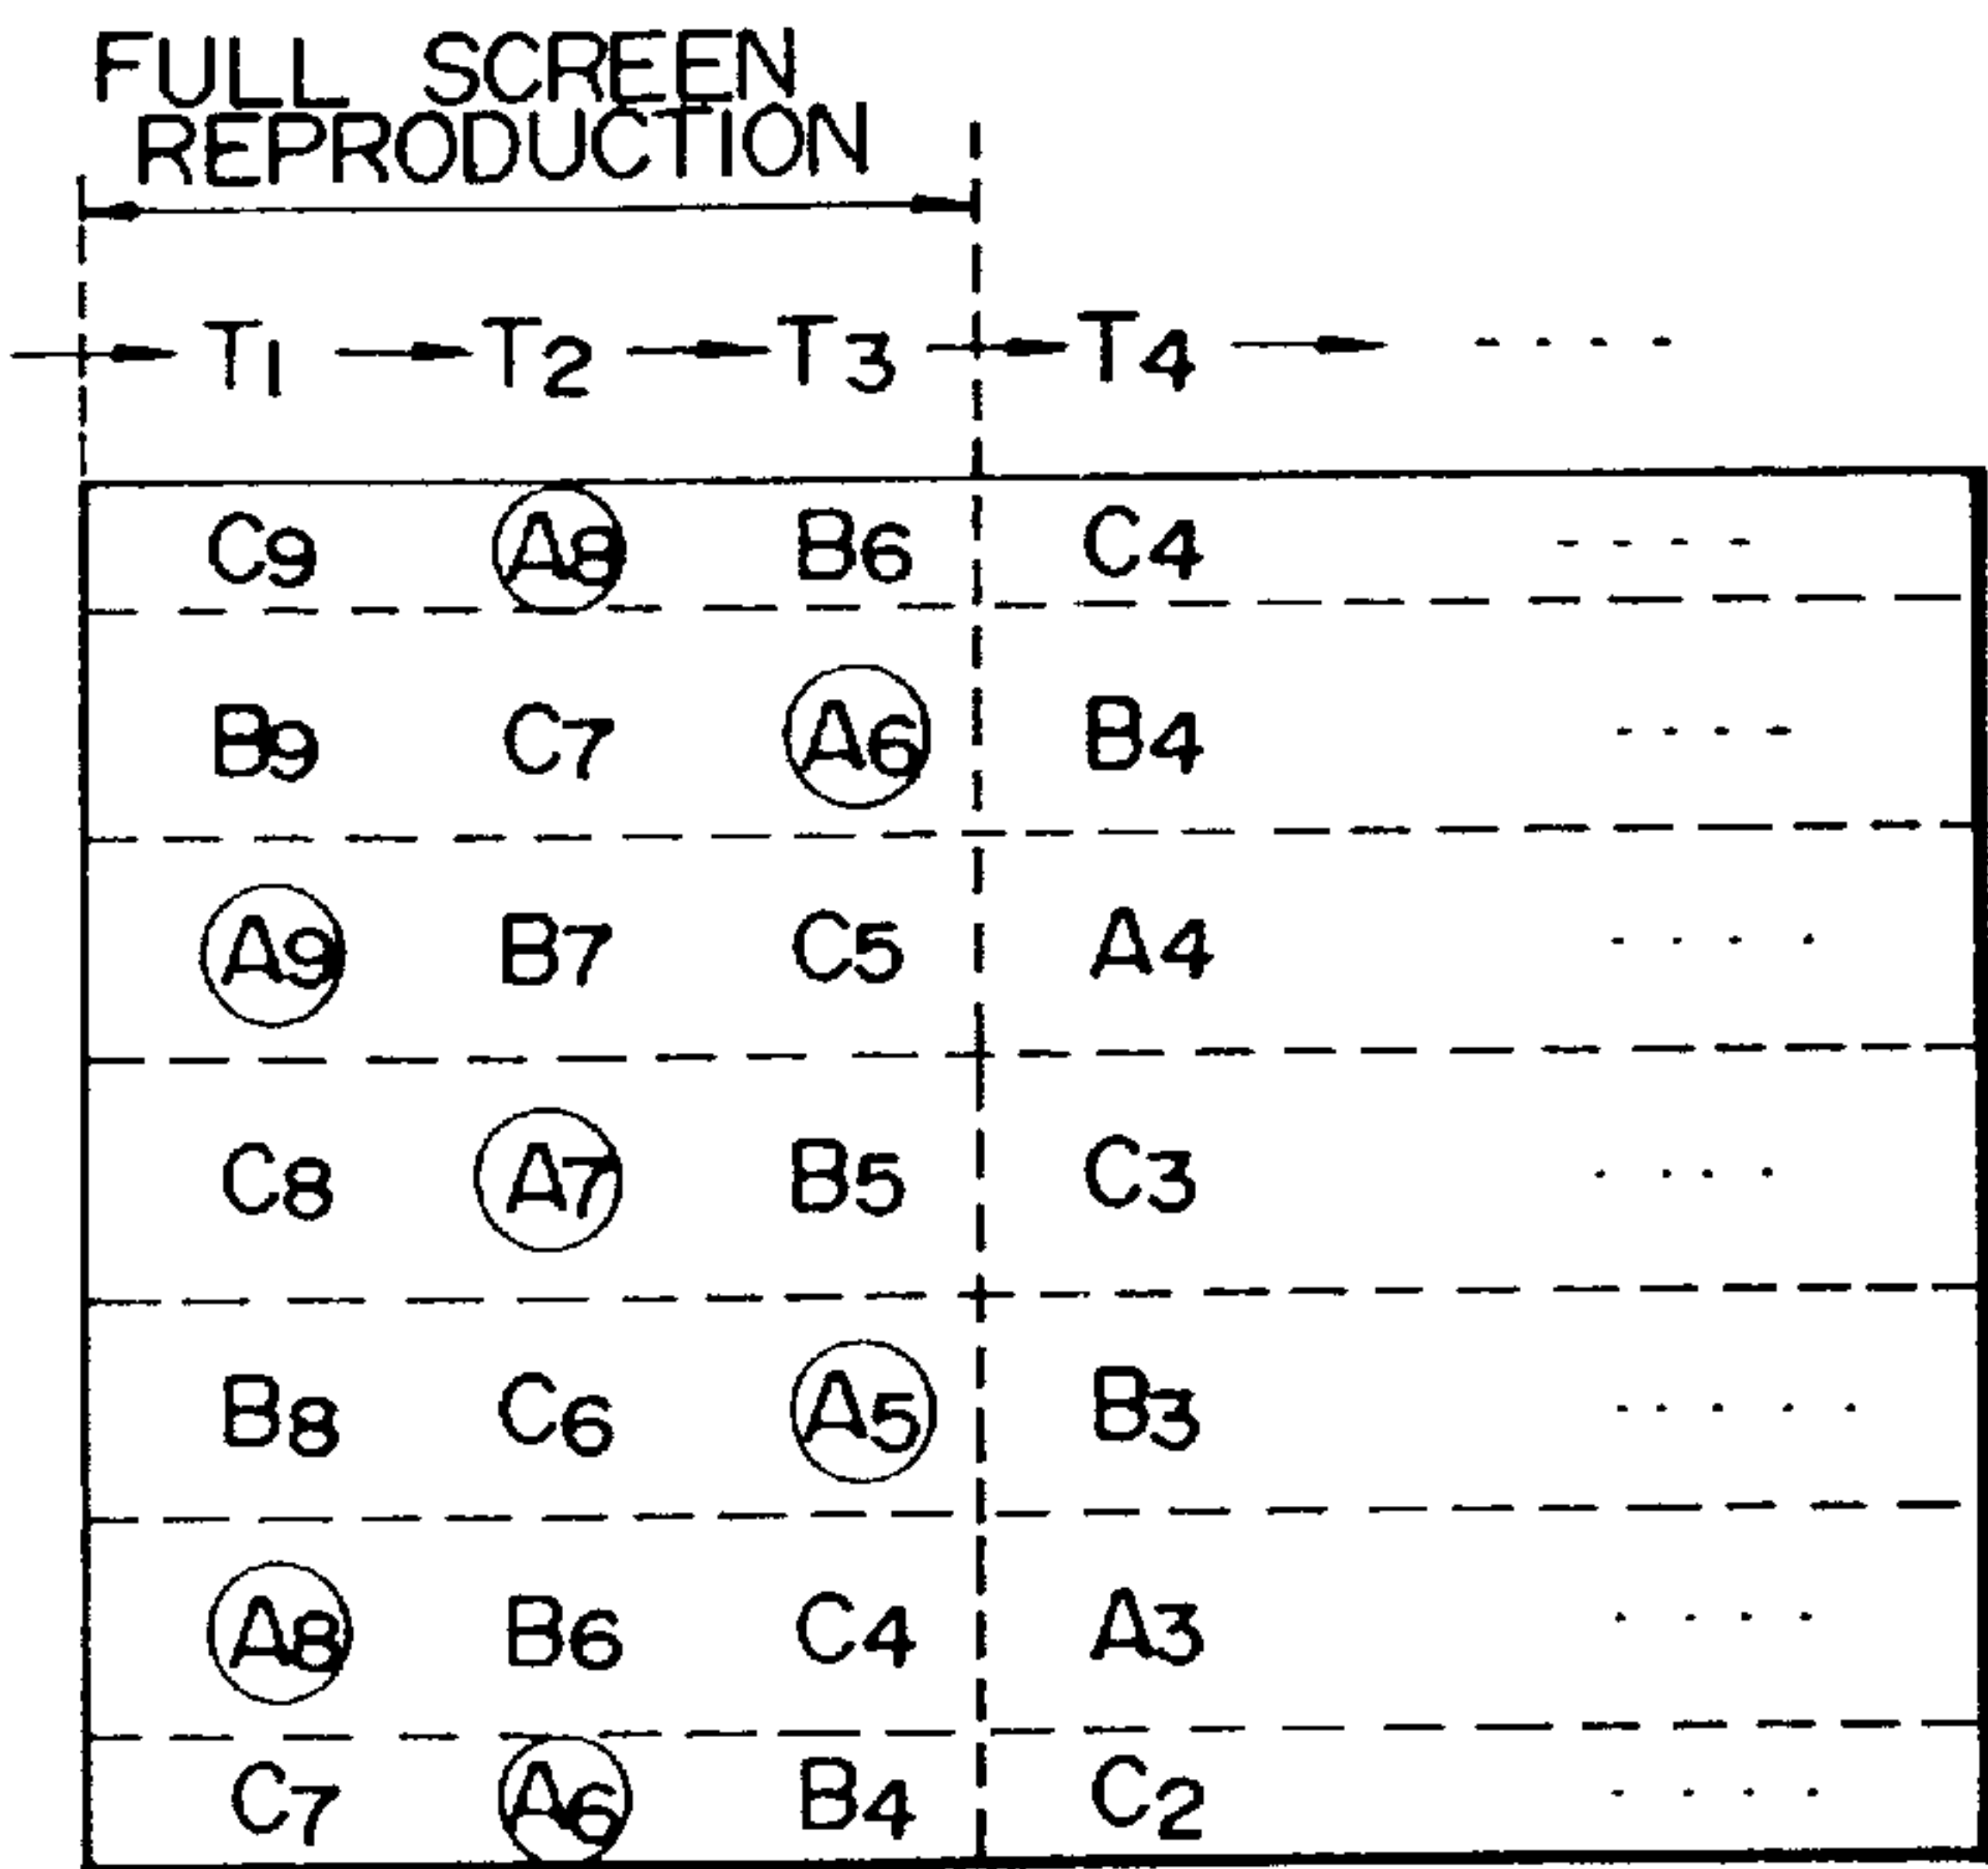 FULL SCREEN
REPRODUCTION
T1 T2 T3 T4 ....
C9 A8 B6 C4 ....
B9 C7 A6 B4 ....
A9 B7 C5 A4 ....
C8 A7 B5 C3 ....
B8 C6 A5 B3 .....
A8 B6 C4 A3 ....
C7 A6 B4 C2 ....